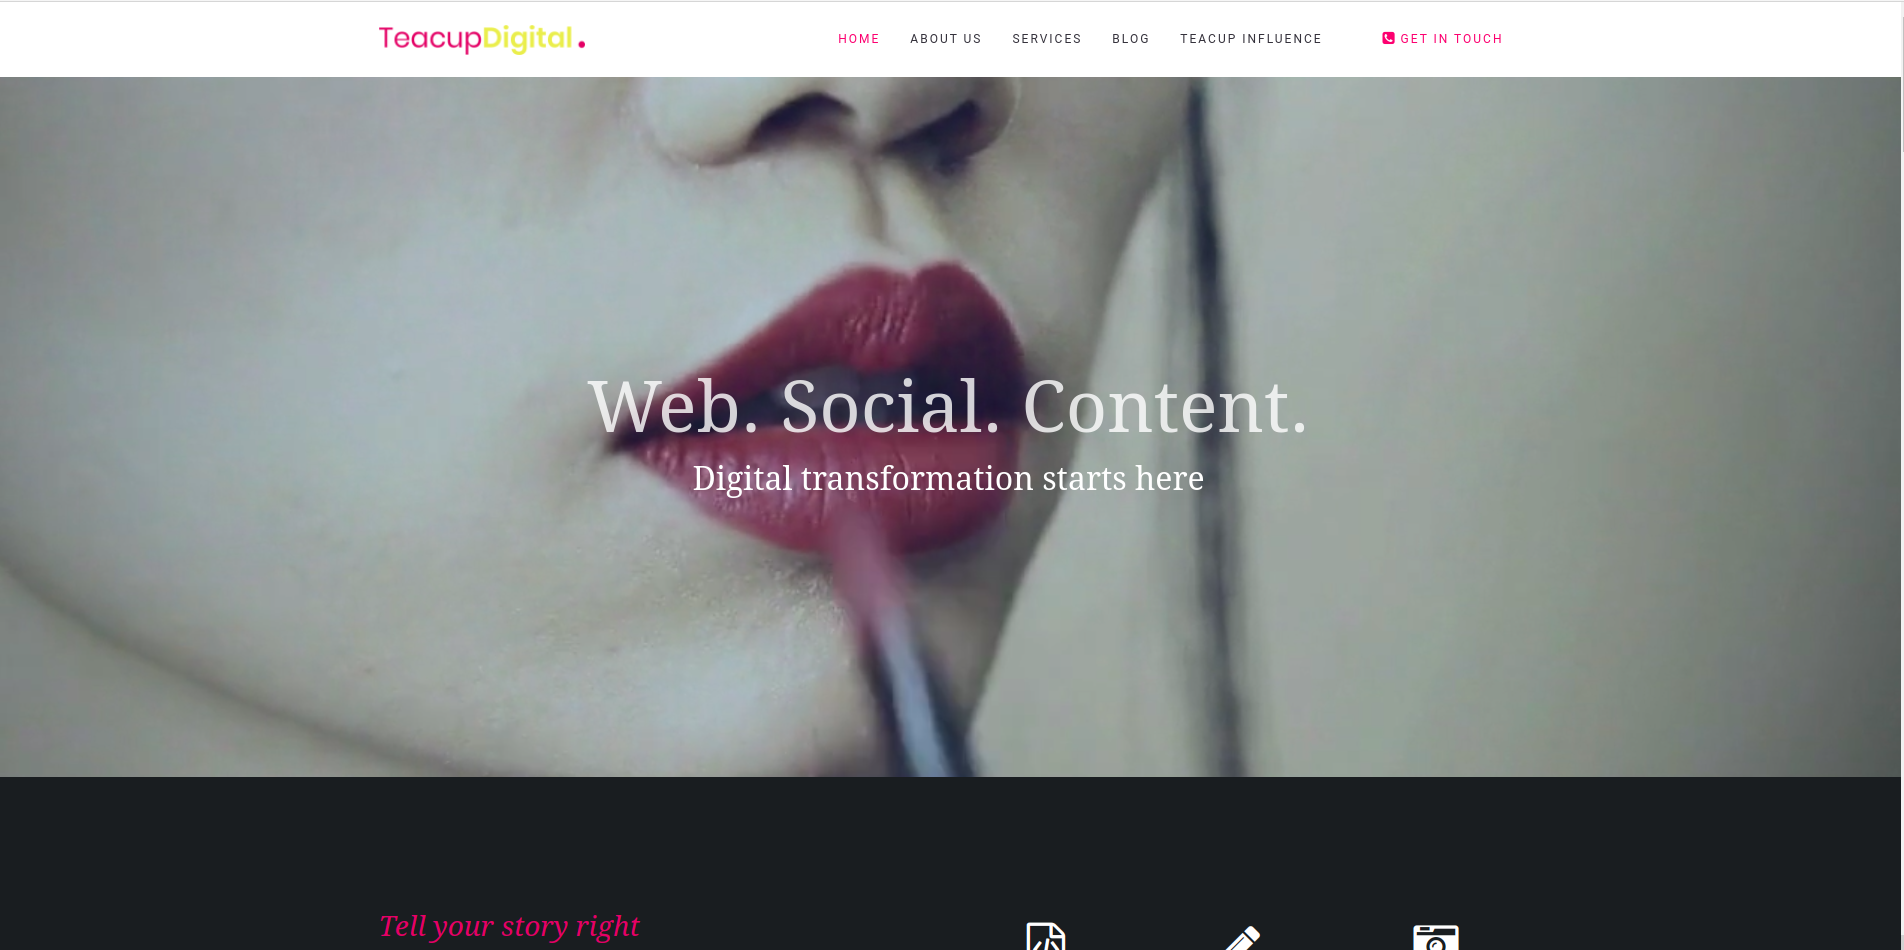 TeacupDigital.
HOME ABOUT US SERVICES BLOG TEACUP INFLUENCE GET IN TOUCH
Web. Social. Content.
Digital transformation starts here
Tell your story right